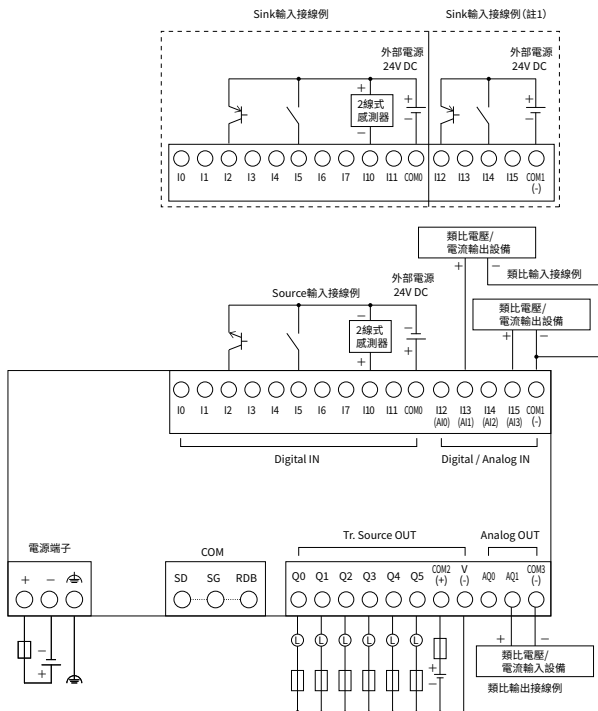 Sink輸入接線例 Sink輸入接線例(註1)
外部電源
24V DC
外部電源
24V DC
+ 2線式
感測器
− + − + −
I0 I1 I2 I3 I4 I5 I6 I7 I10 I11 COM0 I12 I13 I14 I15 COM1
(-)
類比電壓/
電流輸出設備
+ − 類比輸入接線例
Source輸入接線例
外部電源
24V DC
類比電壓/
電流輸出設備
− 2線式
感測器
+ − + + −
I0 I1 I2 I3 I4 I5 I6 I7 I10 I11 COM0 I12 I13 I14 I15 COM1
(AI0) (AI1) (AI2) (AI3) (-)
Digital IN Digital / Analog IN
電源端子
+ −
− +
COM
SD SG RDB
Tr. Source OUT Analog OUT
Q0 Q1 Q2 Q3 Q4 Q5 COM2 V AQ0 AQ1 COM3
(+) (-) (-)
L L L L L L
+ −
+ −
類比電壓/
電流輸入設備
類比輸出接線例